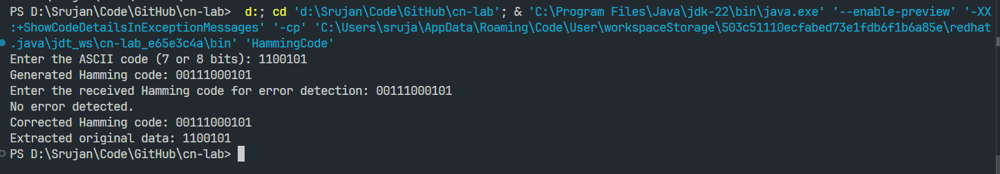 PS D:\Srujan\Code\GitHub\cn-lab>  d:; cd 'd:\Srujan\Code\GitHub\cn-lab'; & 'C:\Program Files\Java\jdk-22\bin\java.exe' '--enable-preview' '-XX
:+ShowCodeDetailsInExceptionMessages' '-cp' 'C:\Users\sruja\AppData\Roaming\Code\User\workspaceStorage\503c51110ecfabed73e1fdb6f1b6a85e\redhat
.java\jdt_ws\cn-lab_e65e3c4a\bin' 'HammingCode'
Enter the ASCII code (7 or 8 bits): 1100101
Generated Hamming code: 00111000101
Enter the received Hamming code for error detection: 00111000101
No error detected.
Corrected Hamming code: 00111000101
Extracted original data: 1100101
PS D:\Srujan\Code\GitHub\cn-lab>